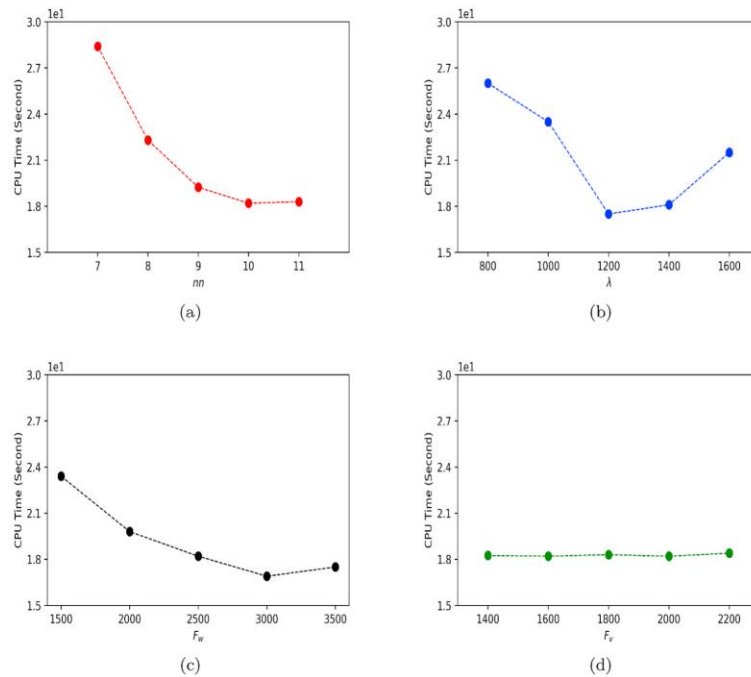 1e1
3.0
2.7
2.4
2.1
1.8
1.5
CPU Time (Second)
7 8 9 10 11
nn
(a)
1e1
3.0
2.7
2.4
2.1
1.8
1.5
CPU Time (Second)
800 1000 1200 1400 1600
λ
(b)
1e1
3.0
2.7
2.4
2.1
1.8
1.5
CPU Time (Second)
1500 2000 2500 3000 3500
F_w
(c)
1e1
3.0
2.7
2.4
2.1
1.8
1.5
CPU Time (Second)
1400 1600 1800 2000 2200
F_v
(d)